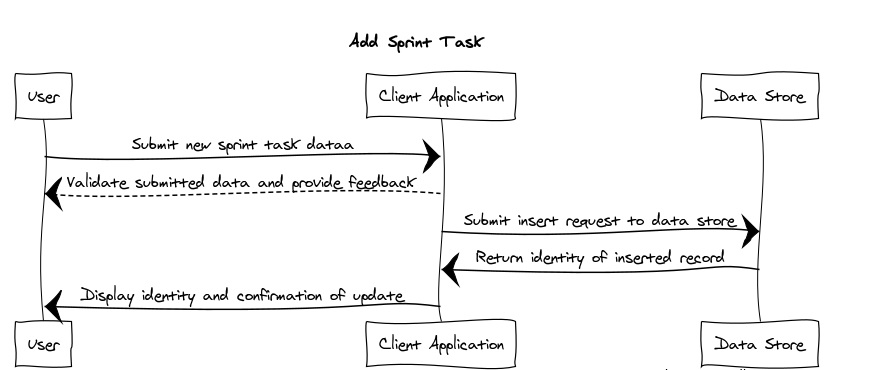 Add Sprint Task
User
Client Application
Data Store
Submit new sprint task dataa
Validate submitted data and provide feedback
Submit insert request to data store
Return identity of inserted record
Display identity and confirmation of update
User
Client Application
Data Store